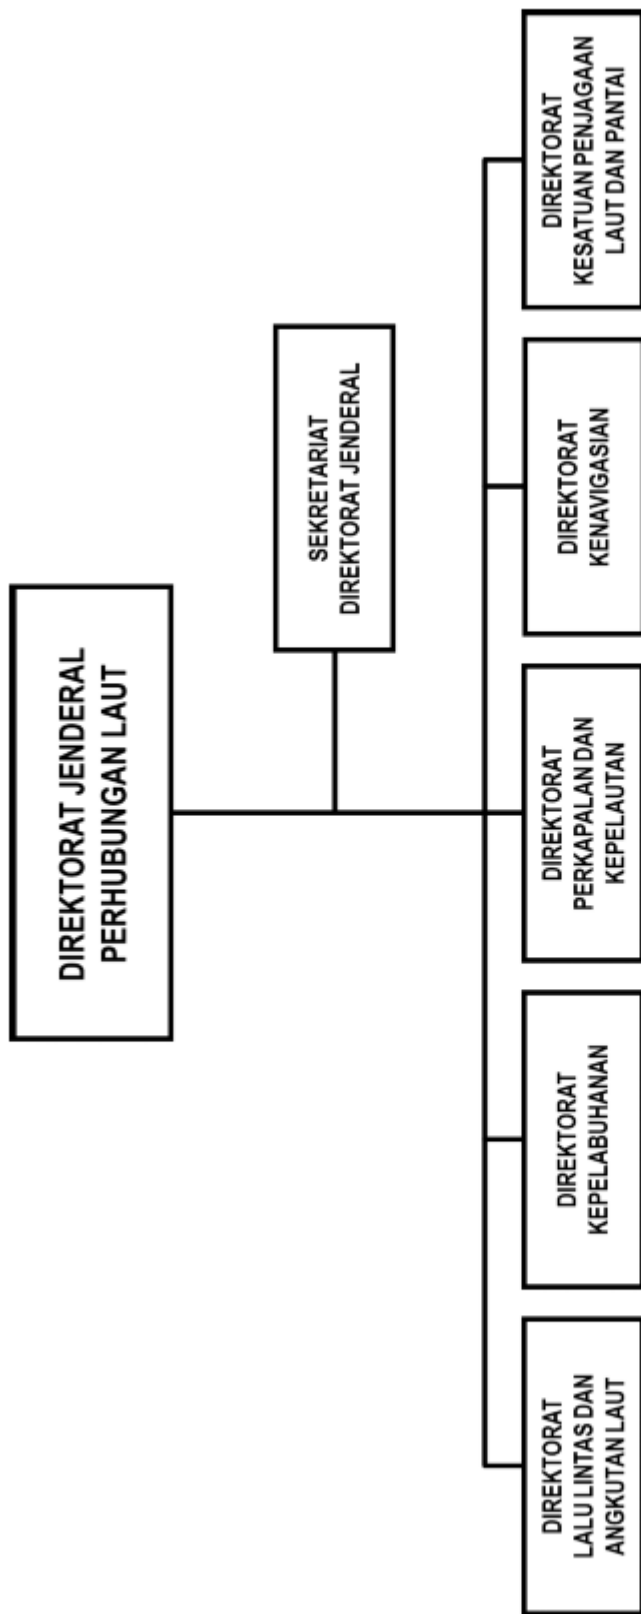 DIREKTORAT JENDERAL
PERHUBUNGAN LAUT
SEKRETARIAT
DIREKTORAT JENDERAL
DIREKTORAT
LALU LINTAS DAN
ANGKUTAN LAUT
DIREKTORAT
KEPELABUHANAN
DIREKTORAT
PERKAPALAN DAN
KEPELAUTAN
DIREKTORAT
KENAVIGASIAN
DIREKTORAT
KESATUAN PENJAGAAN
LAUT DAN PANTAI